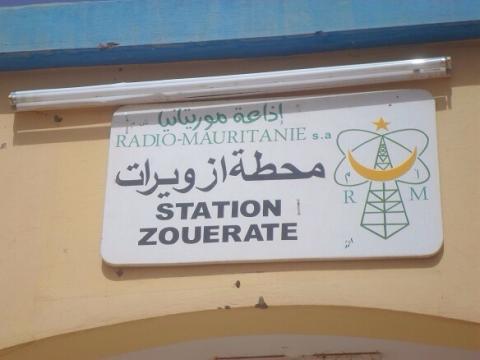 إذاعة موريتانيا
RADIO-MAURITANIE s.a
محطة ازويرات
STATION
ZOUERATE
R M